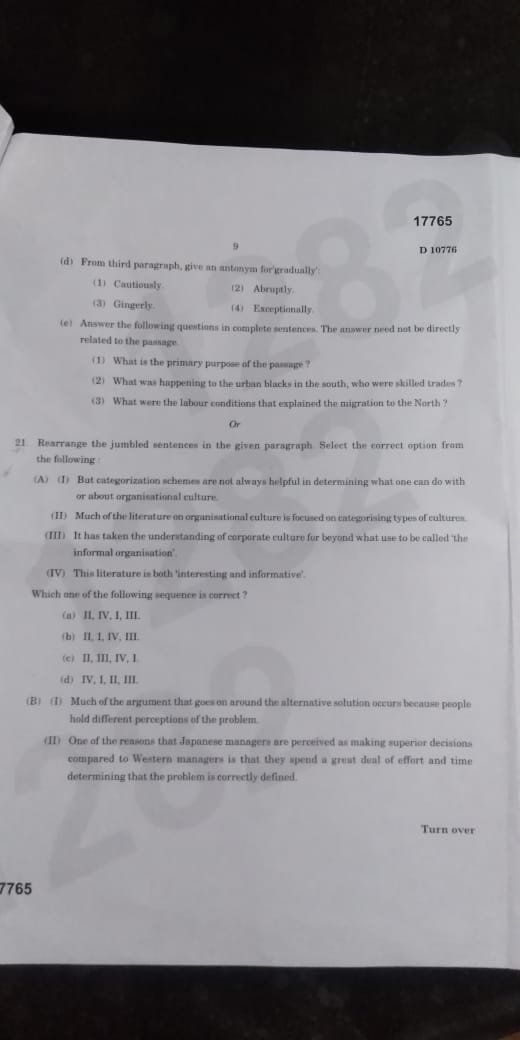 17765
9
D 10776
(d) From third paragraph, give an antonym for'gradually':
(1) Cautiously.
(2) Abruptly.
(3) Gingerly.
(4) Exceptionally.
(e) Answer the following questions in complete sentences. The answer need not be directly
related to the passage.
(1) What is the primary purpose of the passage ?
(2) What was happening to the urban blacks in the south, who were skilled trades ?
(3) What were the labour conditions that explained the migration to the North ?
Or
21. Rearrange the jumbled sentences in the given paragraph. Select the correct option from
the following :
(A) (I) But categorization schemes are not always helpful in determining what one can do with
or about organisational culture.
(II) Much of the literature on organisational culture is focused on categorising types of cultures.
(III) It has taken the understanding of corporate culture for beyond what use to be called 'the
informal organisation'.
(IV) This literature is both 'interesting and informative'.
Which one of the following sequence is correct ?
(a) II, IV, I, III.
(b) II, I, IV, III.
(c) II, III, IV, I.
(d) IV, I, II, III.
(B) (I) Much of the argument that goes on around the alternative solution occurs because people
hold different perceptions of the problem.
(II) One of the reasons that Japanese managers are perceived as making superior decisions
compared to Western managers is that they spend a great deal of effort and time
determining that the problem is correctly defined.
Turn over
7765